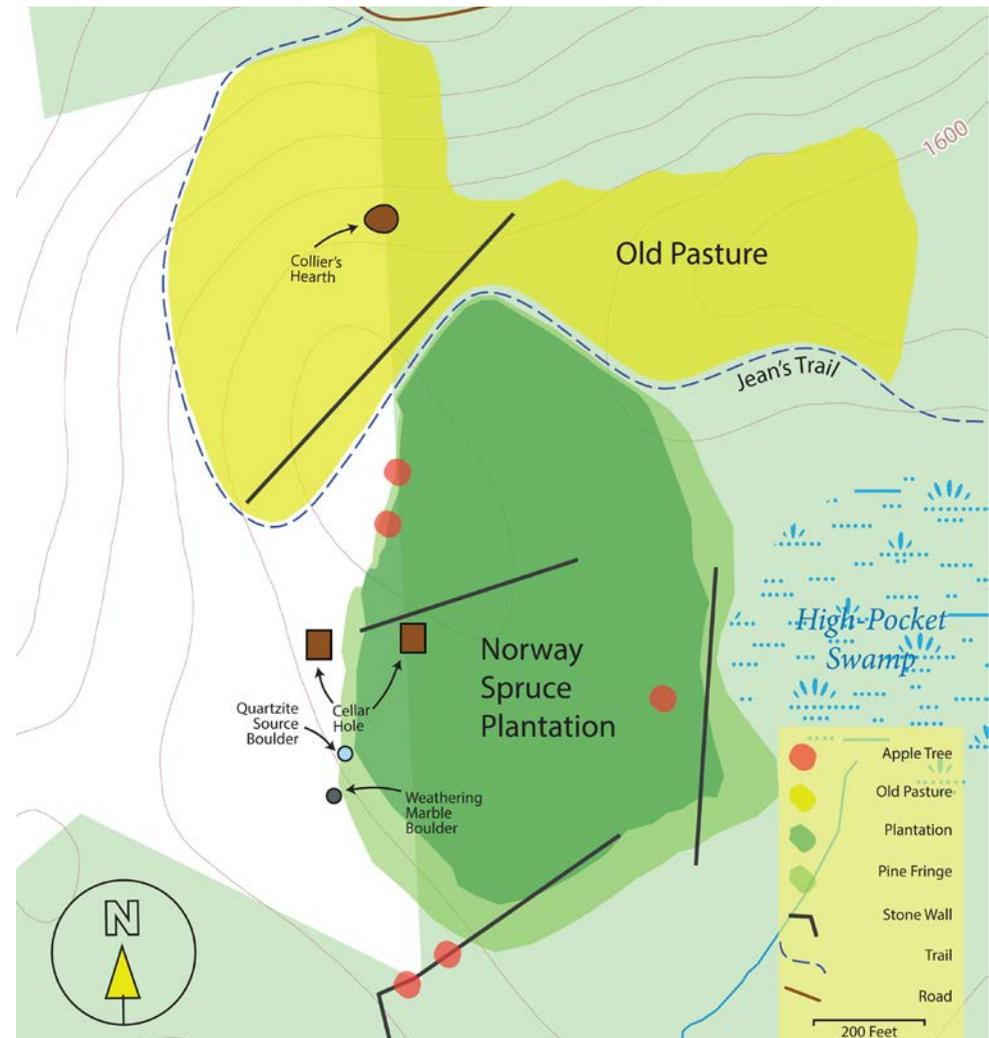 1600
Old Pasture
Collier's
Hearth
Jean's Trail
High-Pocket
Swamp
Norway
Spruce
Plantation
Quartzite
Source
Boulder
Cellar
Hole
Weathering
Marble
Boulder
N
Apple Tree
Old Pasture
Plantation
Pine Fringe
Stone Wall
Trail
Road
200 Feet